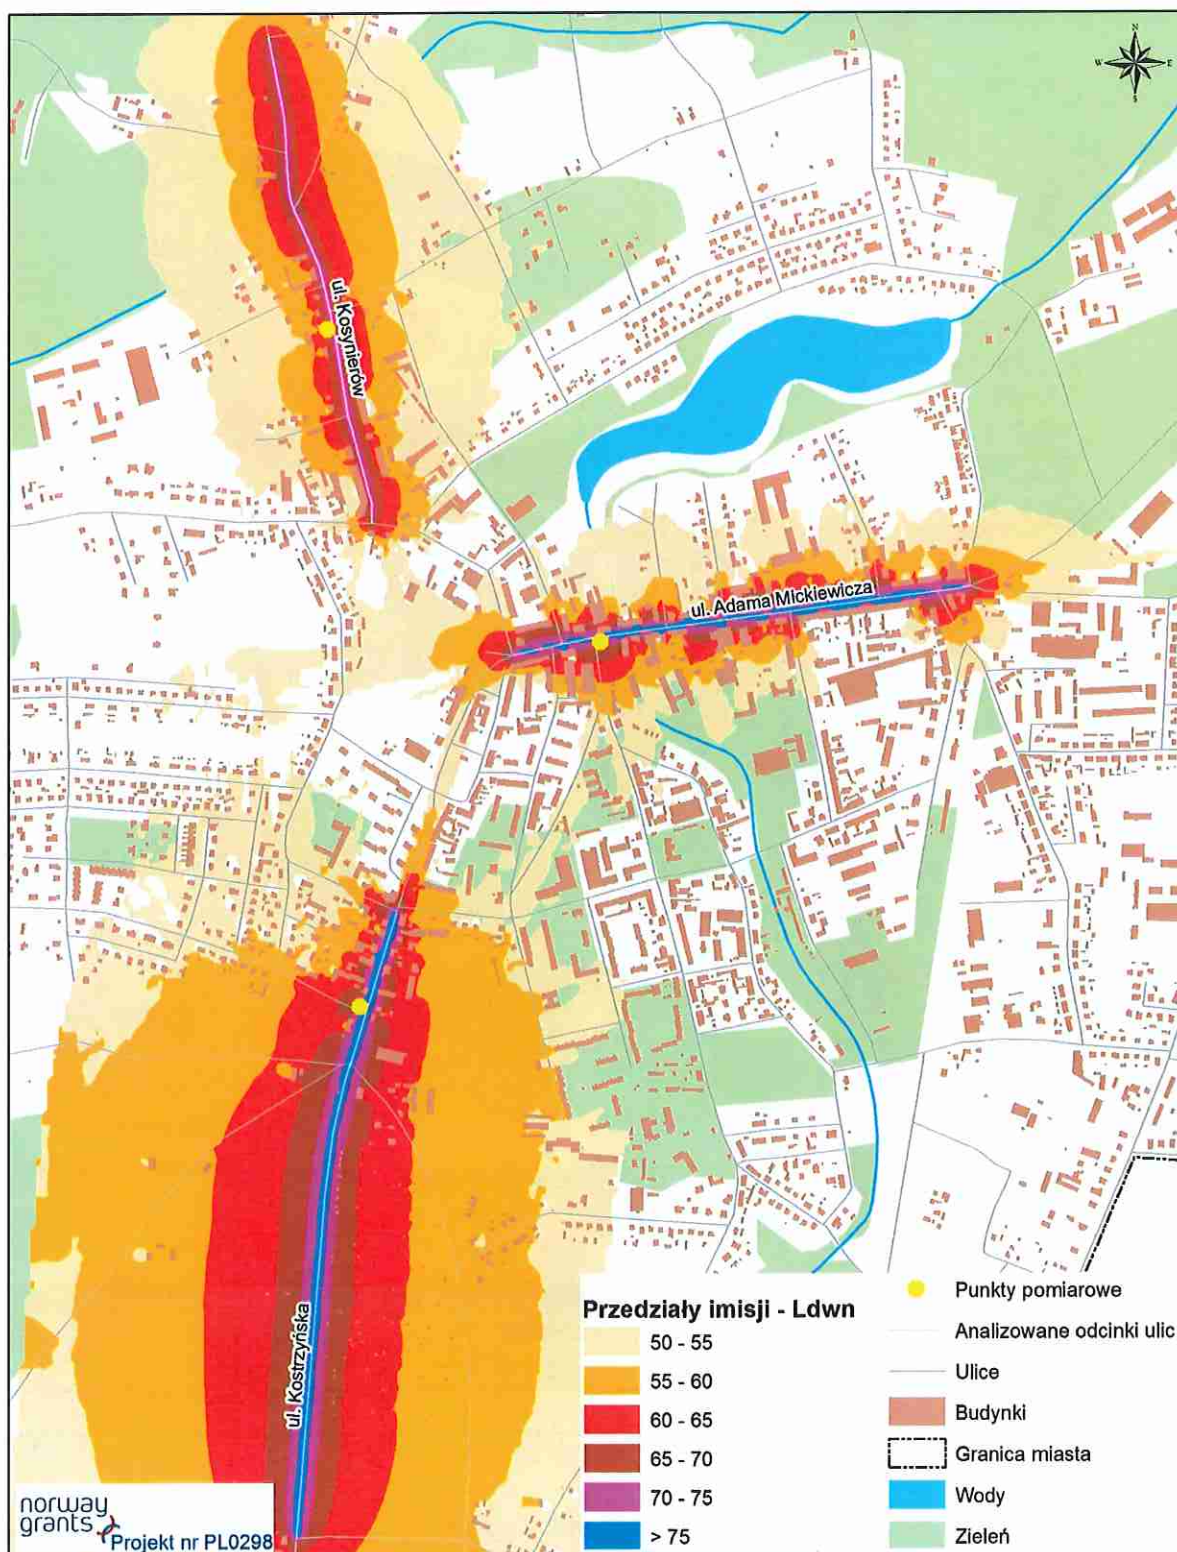 N
W E
S
ul. Kosynierów
ul. Adama Mickiewicza
ul. Kostrzyńska
Przedziały imisji - Ldwn
50 - 55
55 - 60
60 - 65
65 - 70
70 - 75
> 75
Punkty pomiarowe
Analizowane odcinki ulic
Ulice
Budynki
Granica miasta
Wody
Zieleń
norway
grants
Projekt nr PL0298